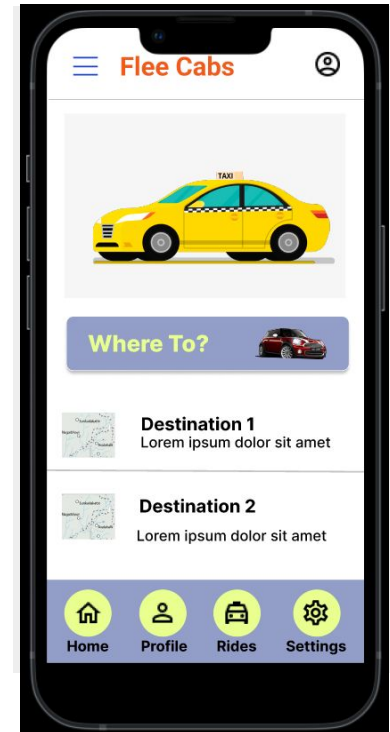 Flee Cabs
TAXI
Where To?
Destination 1
Lorem ipsum dolor sit amet
Destination 2
Lorem ipsum dolor sit amet
Home Profile Rides Settings